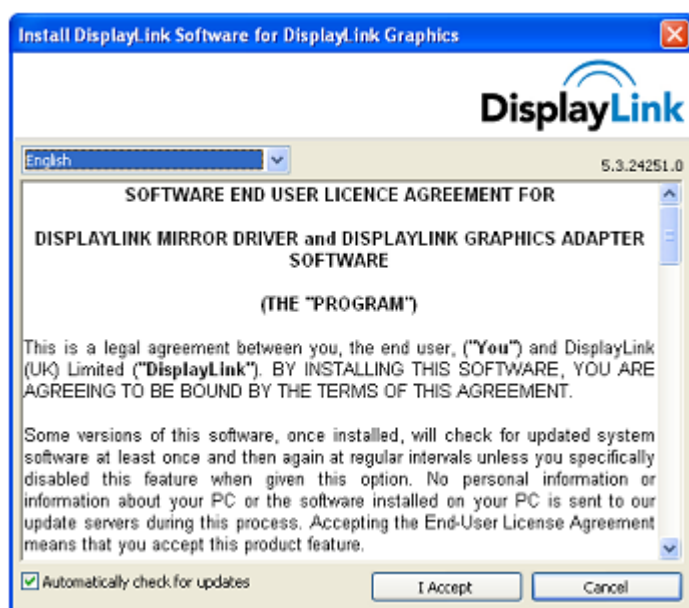 Install DisplayLink Software for DisplayLink Graphics
DisplayLink
English
5.3.24251.0
SOFTWARE END USER LICENCE AGREEMENT FOR
DISPLAYLINK MIRROR DRIVER and DISPLAYLINK GRAPHICS ADAPTER
SOFTWARE
(THE "PROGRAM")
This is a legal agreement between you, the end user, ("You") and DisplayLink
(UK) Limited ("DisplayLink"). BY INSTALLING THIS SOFTWARE, YOU ARE
AGREEING TO BE BOUND BY THE TERMS OF THIS AGREEMENT.
Some versions of this software, once installed, will check for updated system
software at least once and then again at regular intervals unless you specifically
disabled this feature when given this option. No personal information or
information about your PC or the software installed on your PC is sent to our
update servers during this process. Accepting the End-User License Agreement
means that you accept this product feature.
Automatically check for updates
I Accept
Cancel